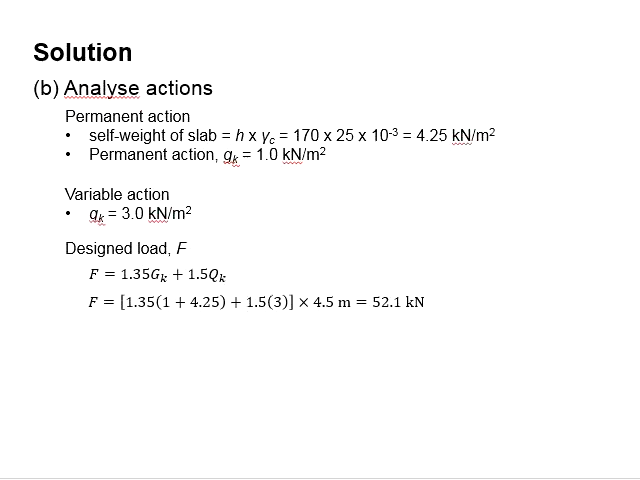 Solution
(b) Analyse actions
Permanent action
• self-weight of slab = h x γc = 170 x 25 x 10⁻³ = 4.25 kN/m²
• Permanent action, gk = 1.0 kN/m²
Variable action
• qk = 3.0 kN/m²
Designed load, F
F = 1.35Gk + 1.5Qk
F = [1.35(1 + 4.25) + 1.5(3)] × 4.5 m = 52.1 kN